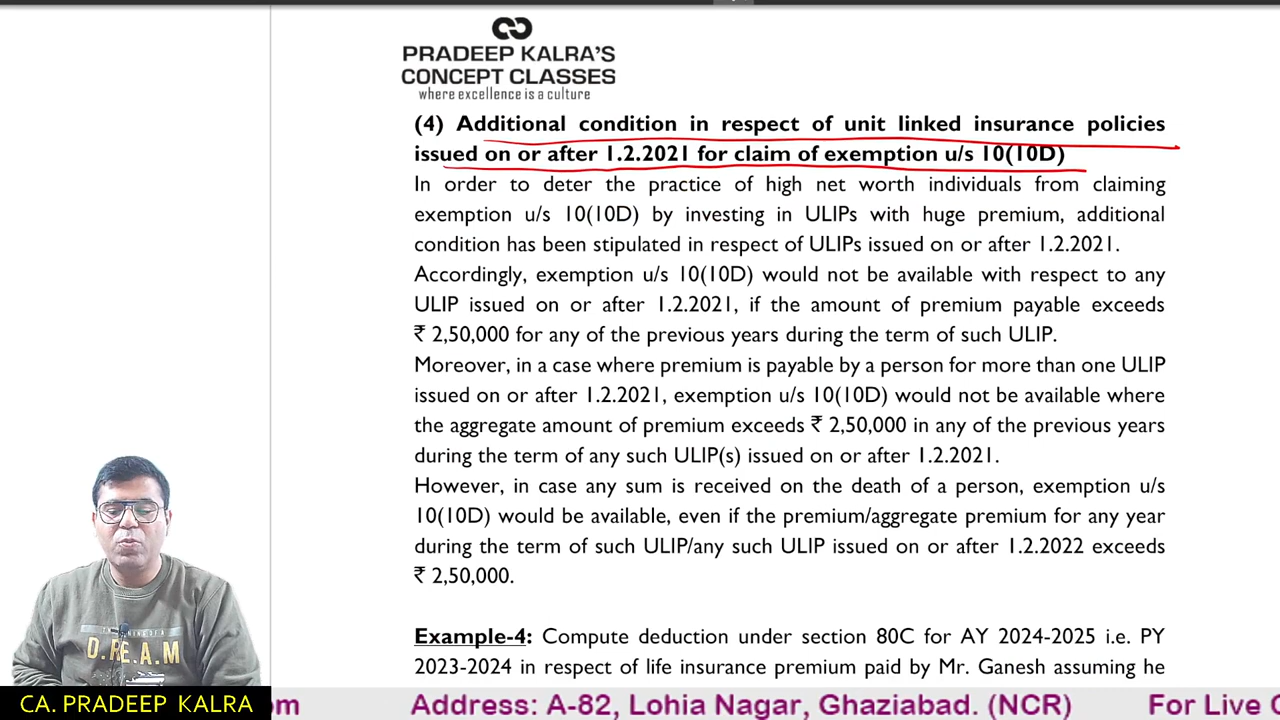 PRADEEP KALRA'S
CONCEPT CLASSES
where excellence is a culture
(4) Additional condition in respect of unit linked insurance policies
issued on or after 1.2.2021 for claim of exemption u/s 10(10D)
In order to deter the practice of high net worth individuals from claiming
exemption u/s 10(10D) by investing in ULIPs with huge premium, additional
condition has been stipulated in respect of ULIPs issued on or after 1.2.2021.
Accordingly, exemption u/s 10(10D) would not be available with respect to any
ULIP issued on or after 1.2.2021, if the amount of premium payable exceeds
₹ 2,50,000 for any of the previous years during the term of such ULIP.
Moreover, in a case where premium is payable by a person for more than one ULIP
issued on or after 1.2.2021, exemption u/s 10(10D) would not be available where
the aggregate amount of premium exceeds ₹ 2,50,000 in any of the previous years
during the term of any such ULIP(s) issued on or after 1.2.2021.
However, in case any sum is received on the death of a person, exemption u/s
10(10D) would be available, even if the premium/aggregate premium for any year
during the term of such ULIP/any such ULIP issued on or after 1.2.2022 exceeds
₹ 2,50,000.
Example-4: Compute deduction under section 80C for AY 2024-2025 i.e. PY
2023-2024 in respect of life insurance premium paid by Mr. Ganesh assuming he
D.RE.A.M
CA. PRADEEP KALRA
om Address: A-82, Lohia Nagar, Ghaziabad. (NCR) For Live